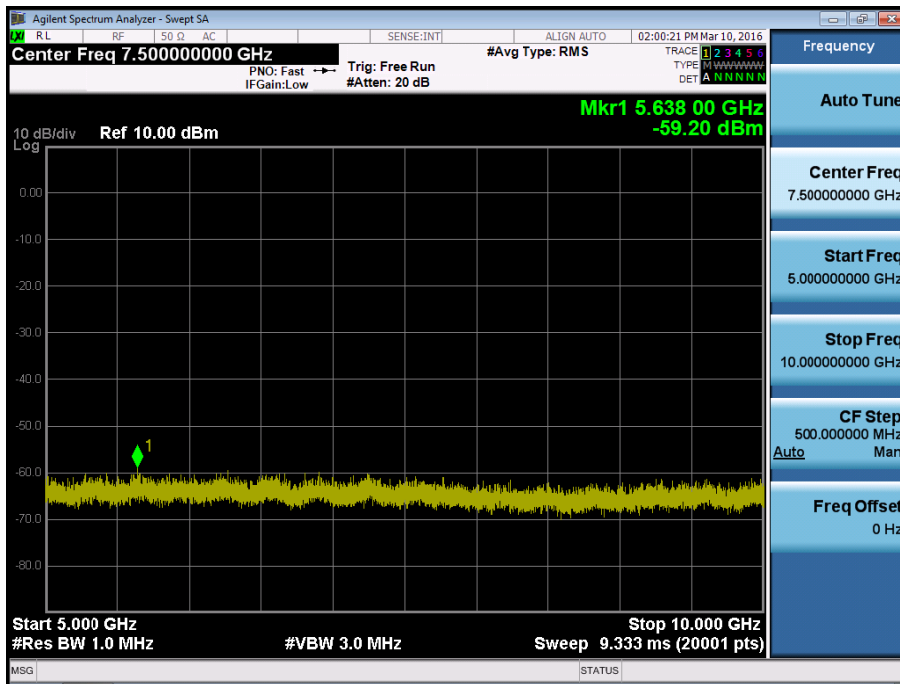 Agilent Spectrum Analyzer - Swept SA
LXI RL RF 50 Ω AC SENSE:INT ALIGN AUTO 02:00:21 PM Mar 10, 2016
Center Freq 7.500000000 GHz
PNO: Fast
IFGain:Low
Trig: Free Run
#Atten: 20 dB
#Avg Type: RMS
TRACE 1 2 3 4 5 6
TYPE M WWWWW
DET A N N N N N
Mkr1 5.638 00 GHz
-59.20 dBm
10 dB/div Ref 10.00 dBm
Log
0.00
-10.0
-20.0
-30.0
-40.0
-50.0
-60.0
-70.0
-80.0
1
Start 5.000 GHz Stop 10.000 GHz
#Res BW 1.0 MHz #VBW 3.0 MHz Sweep 9.333 ms (20001 pts)
MSG STATUS
Frequency
Auto Tune
Center Freq
7.500000000 GHz
Start Freq
5.000000000 GHz
Stop Freq
10.000000000 GHz
CF Step
500.000000 MHz
Auto Man
Freq Offset
0 Hz